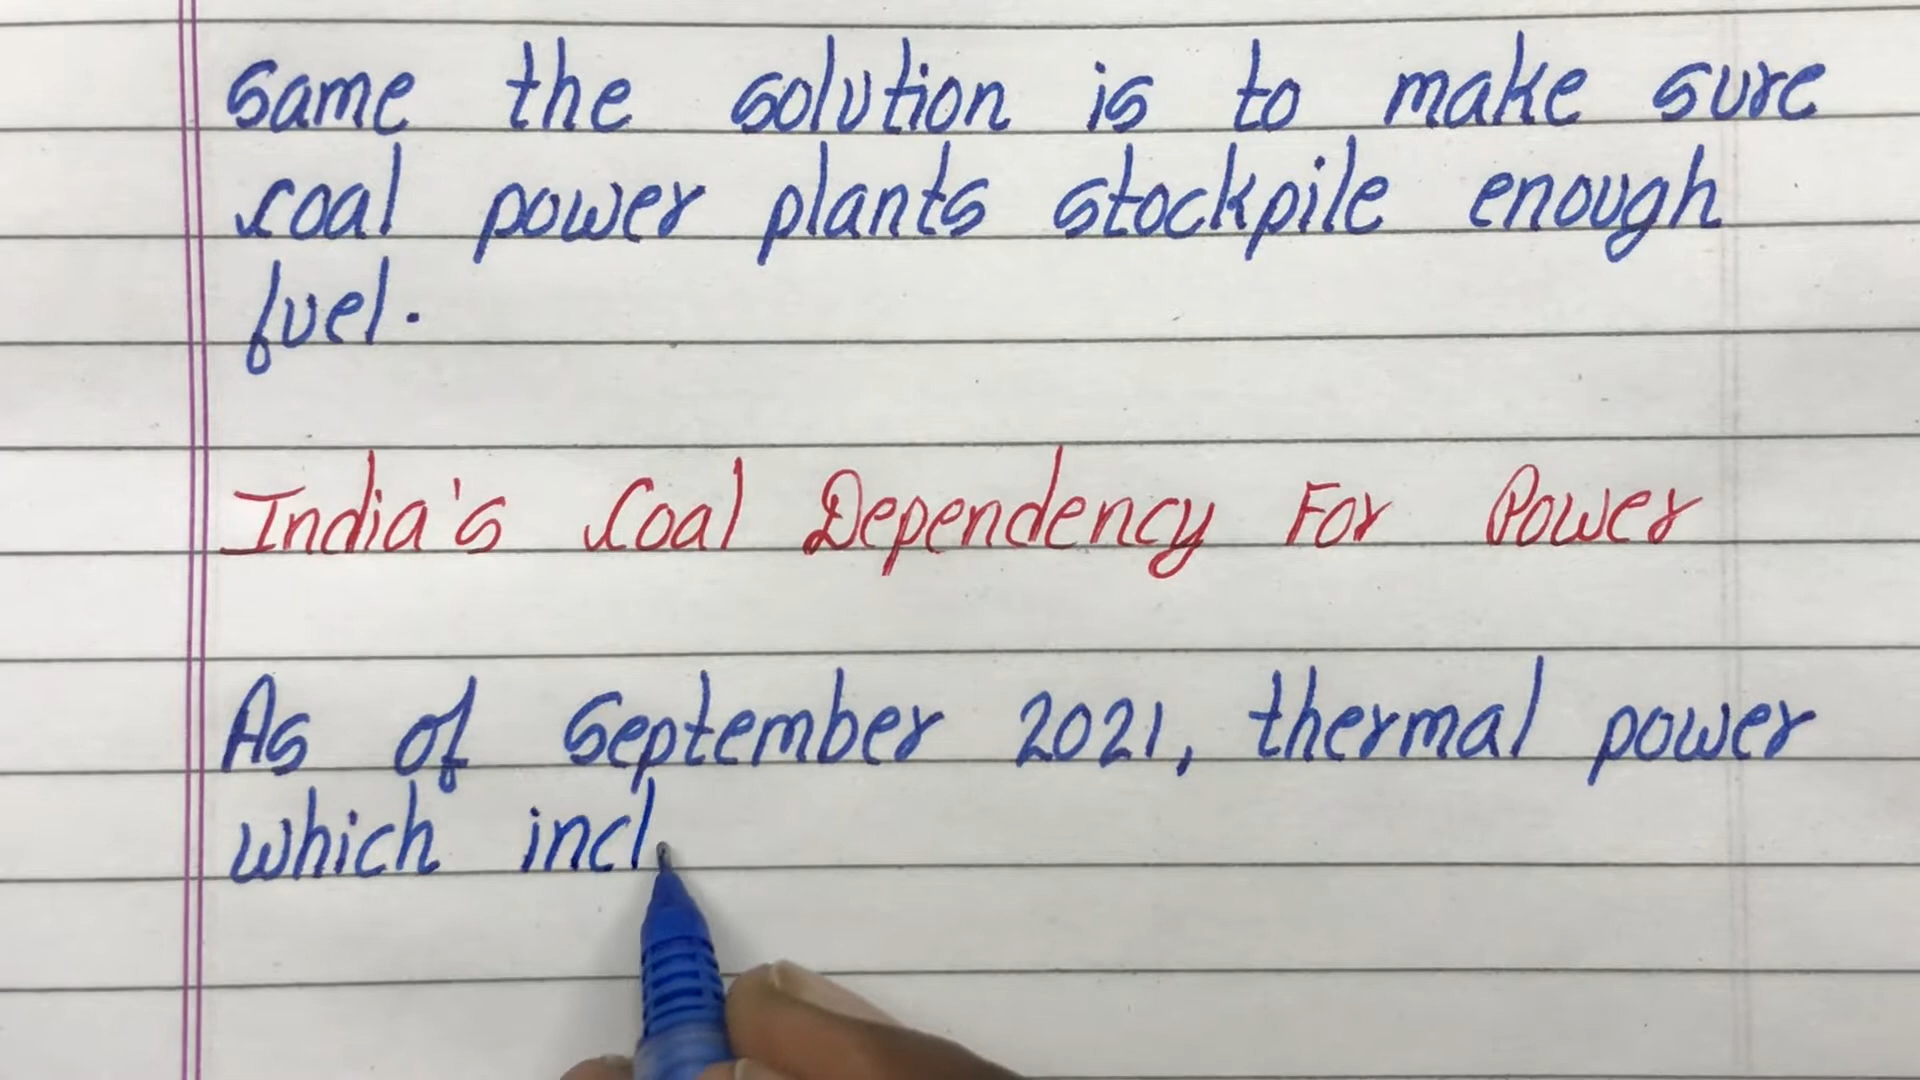 same the solution is to make sure
coal power plants stockpile enough
fuel.
India's Coal Dependency For Power
As of September 2021, thermal power
which incl